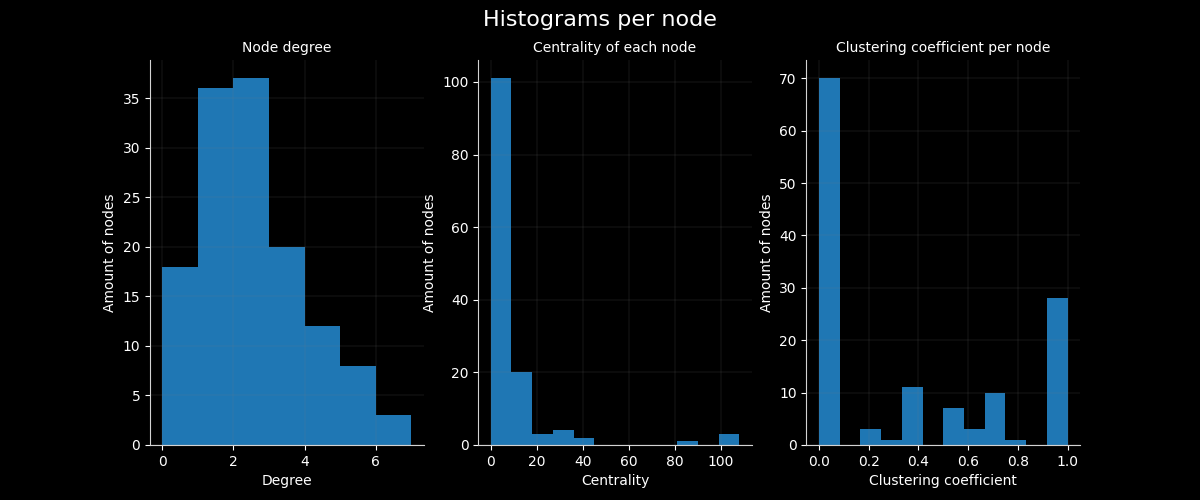 Histograms per node
Node degree
Amount of nodes
35
30
25
20
15
10
5
0
0 2 4 6
Degree
Centrality of each node
Amount of nodes
100
80
60
40
20
0
0 20 40 60 80 100
Centrality
Clustering coefficient per node
Amount of nodes
70
60
50
40
30
20
10
0
0.0 0.2 0.4 0.6 0.8 1.0
Clustering coefficient